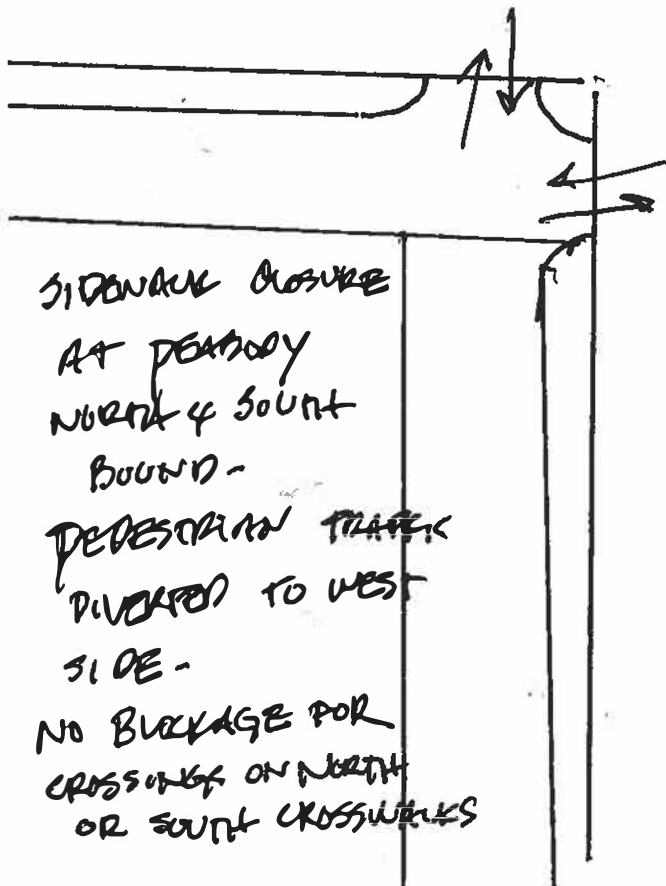 SIDEWALK CLOSURE
AT PEABODY
NORTH & SOUTH
BOUND-
PEDESTRIAN TRAFFIC
DIVERTED TO WEST
SIDE-
NO BLOCKAGE FOR
CROSSINGS ON NORTH
OR SOUTH CROSSWALKS